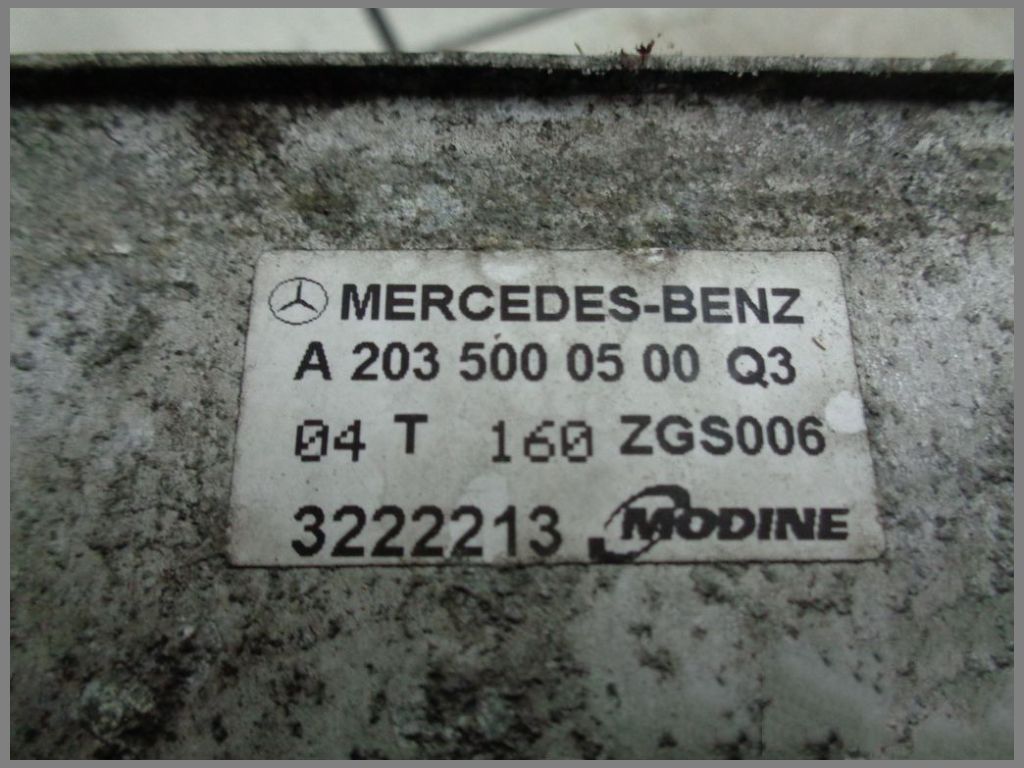 MERCEDES-BENZ
A 203 500 05 00 Q3
04 T 160 ZGS006
3222213 MODINE